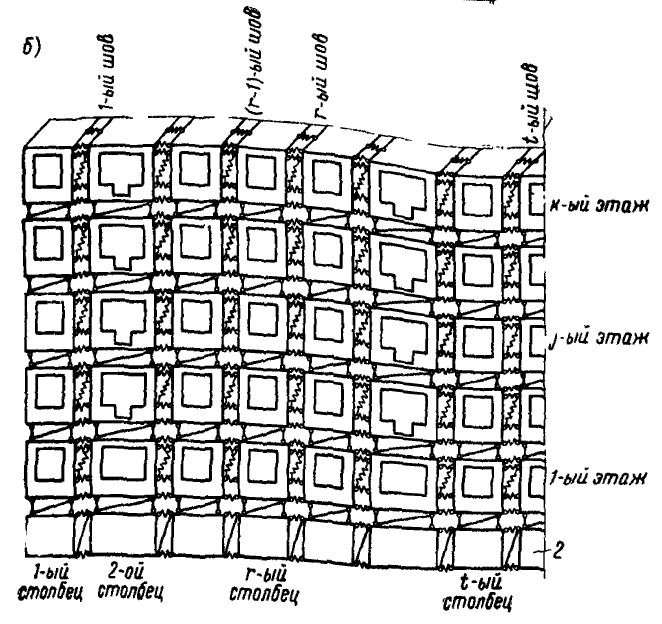 б)
1-ый шов
(r-1)-ый шов
r-ый шов
t-ый шов
к-ый этаж
j-ый этаж
1-ый этаж
2
1-ый
столбец
2-ой
столбец
r-ый
столбец
t-ый
столбец